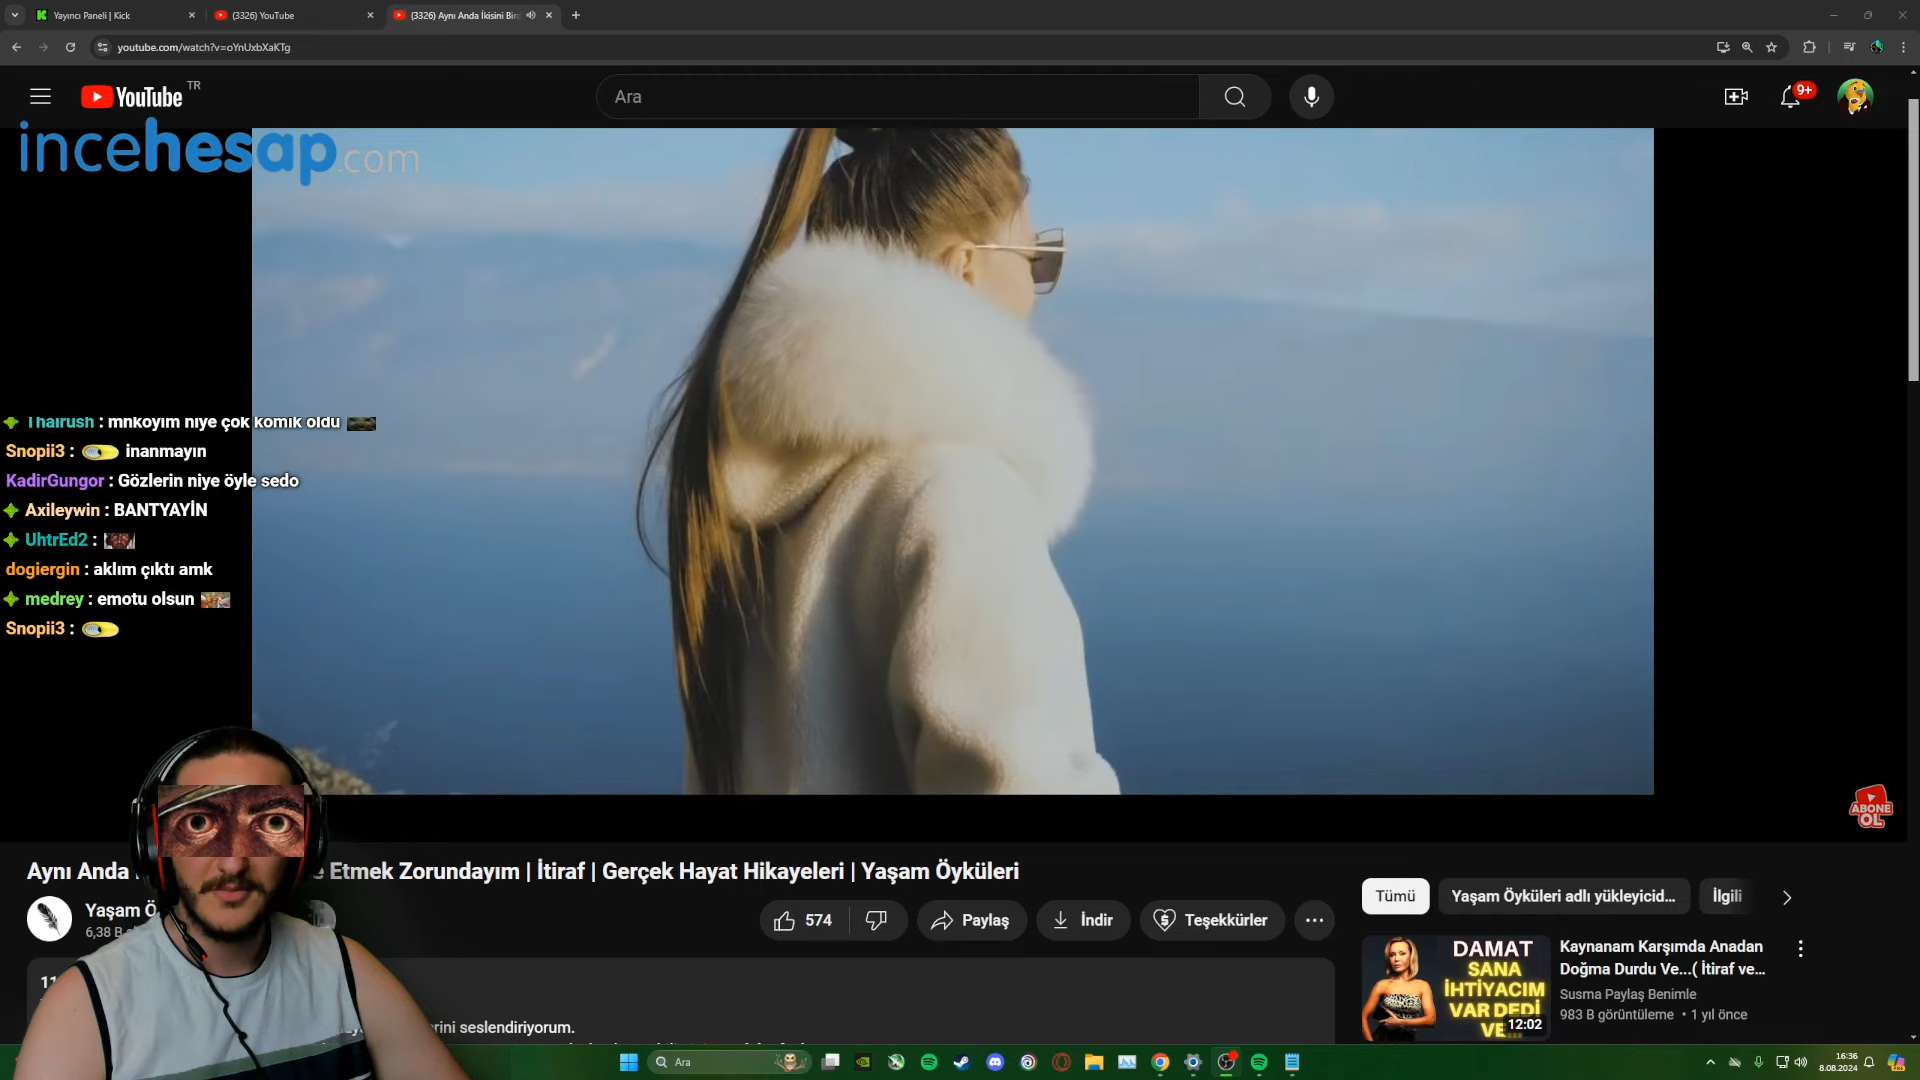 Yayıncı Paneli | Kick
(3326) YouTube
(3326) Aynı Anda İkisini Bird
youtube.com/watch?v=oYnUxbXaKTg
YouTube TR
Ara
9+
incehesap.com
Thairush : mnkoyim niye çok komik oldu
Snopii3 : inanmayın
KadirGungor : Gözlerin niye öyle sedo
Axileywin : BANTYAYİN
UhtrEd2 :
dogiergin : aklım çıktı amk
medrey : emotu olsun
Snopii3 :
ABONE
OL
Aynı Anda Etmek Zorundayım | İtiraf | Gerçek Hayat Hikayeleri | Yaşam Öyküleri
Yaşam Ö
6,38 B
574
Paylaş
İndir
Teşekkürler
Tümü
Yaşam Öyküleri adlı yükleyicid...
İlgili
DAMAT
SANA
İHTİYACIM
VAR DEDİ
VE...
12:02
Kaynanam Karşımda Anadan
Doğma Durdu Ve...( İtiraf ve...
Susma Paylaş Benimle
983 B görüntüleme • 1 yıl önce
seslendiriyorum.
Ara
16:36
8.08.2024